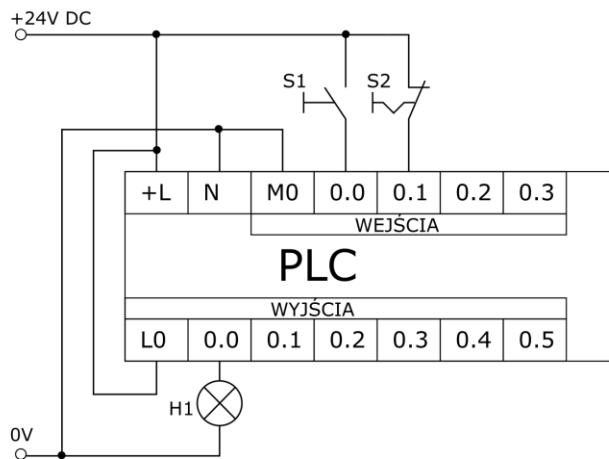 +24V DC
S1 S2
+L N M0 0.0 0.1 0.2 0.3
WEJŚCIA
PLC
WYJŚCIA
L0 0.0 0.1 0.2 0.3 0.4 0.5
H1
0V